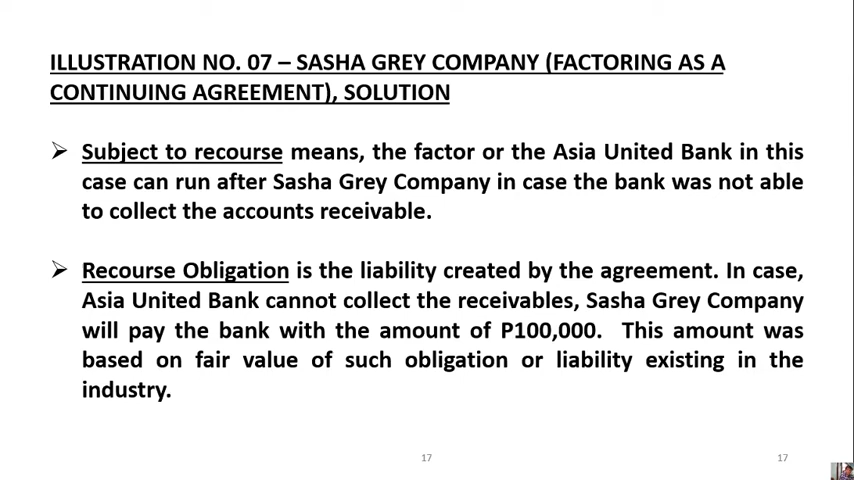 ILLUSTRATION NO. 07 – SASHA GREY COMPANY (FACTORING AS A
CONTINUING AGREEMENT), SOLUTION
➢ Subject to recourse means, the factor or the Asia United Bank in this
case can run after Sasha Grey Company in case the bank was not able
to collect the accounts receivable.
➢ Recourse Obligation is the liability created by the agreement. In case,
Asia United Bank cannot collect the receivables, Sasha Grey Company
will pay the bank with the amount of P100,000. This amount was
based on fair value of such obligation or liability existing in the
industry.
17 17